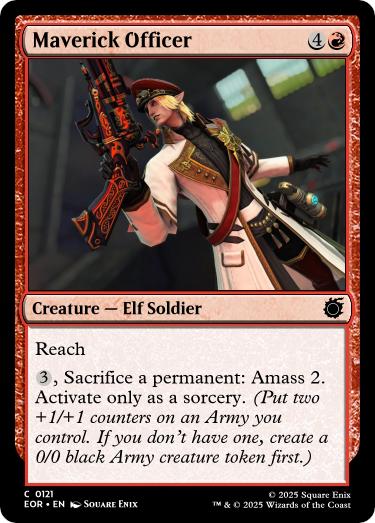 Maverick Officer 4
Creature — Elf Soldier
Reach
3, Sacrifice a permanent: Amass 2.
Activate only as a sorcery. (Put two
+1/+1 counters on an Army you
control. If you don't have one, create a
0/0 black Army creature token first.)
C 0121
EOR • EN Square Enix
© 2025 Square Enix
™ & © 2025 Wizards of the Coast